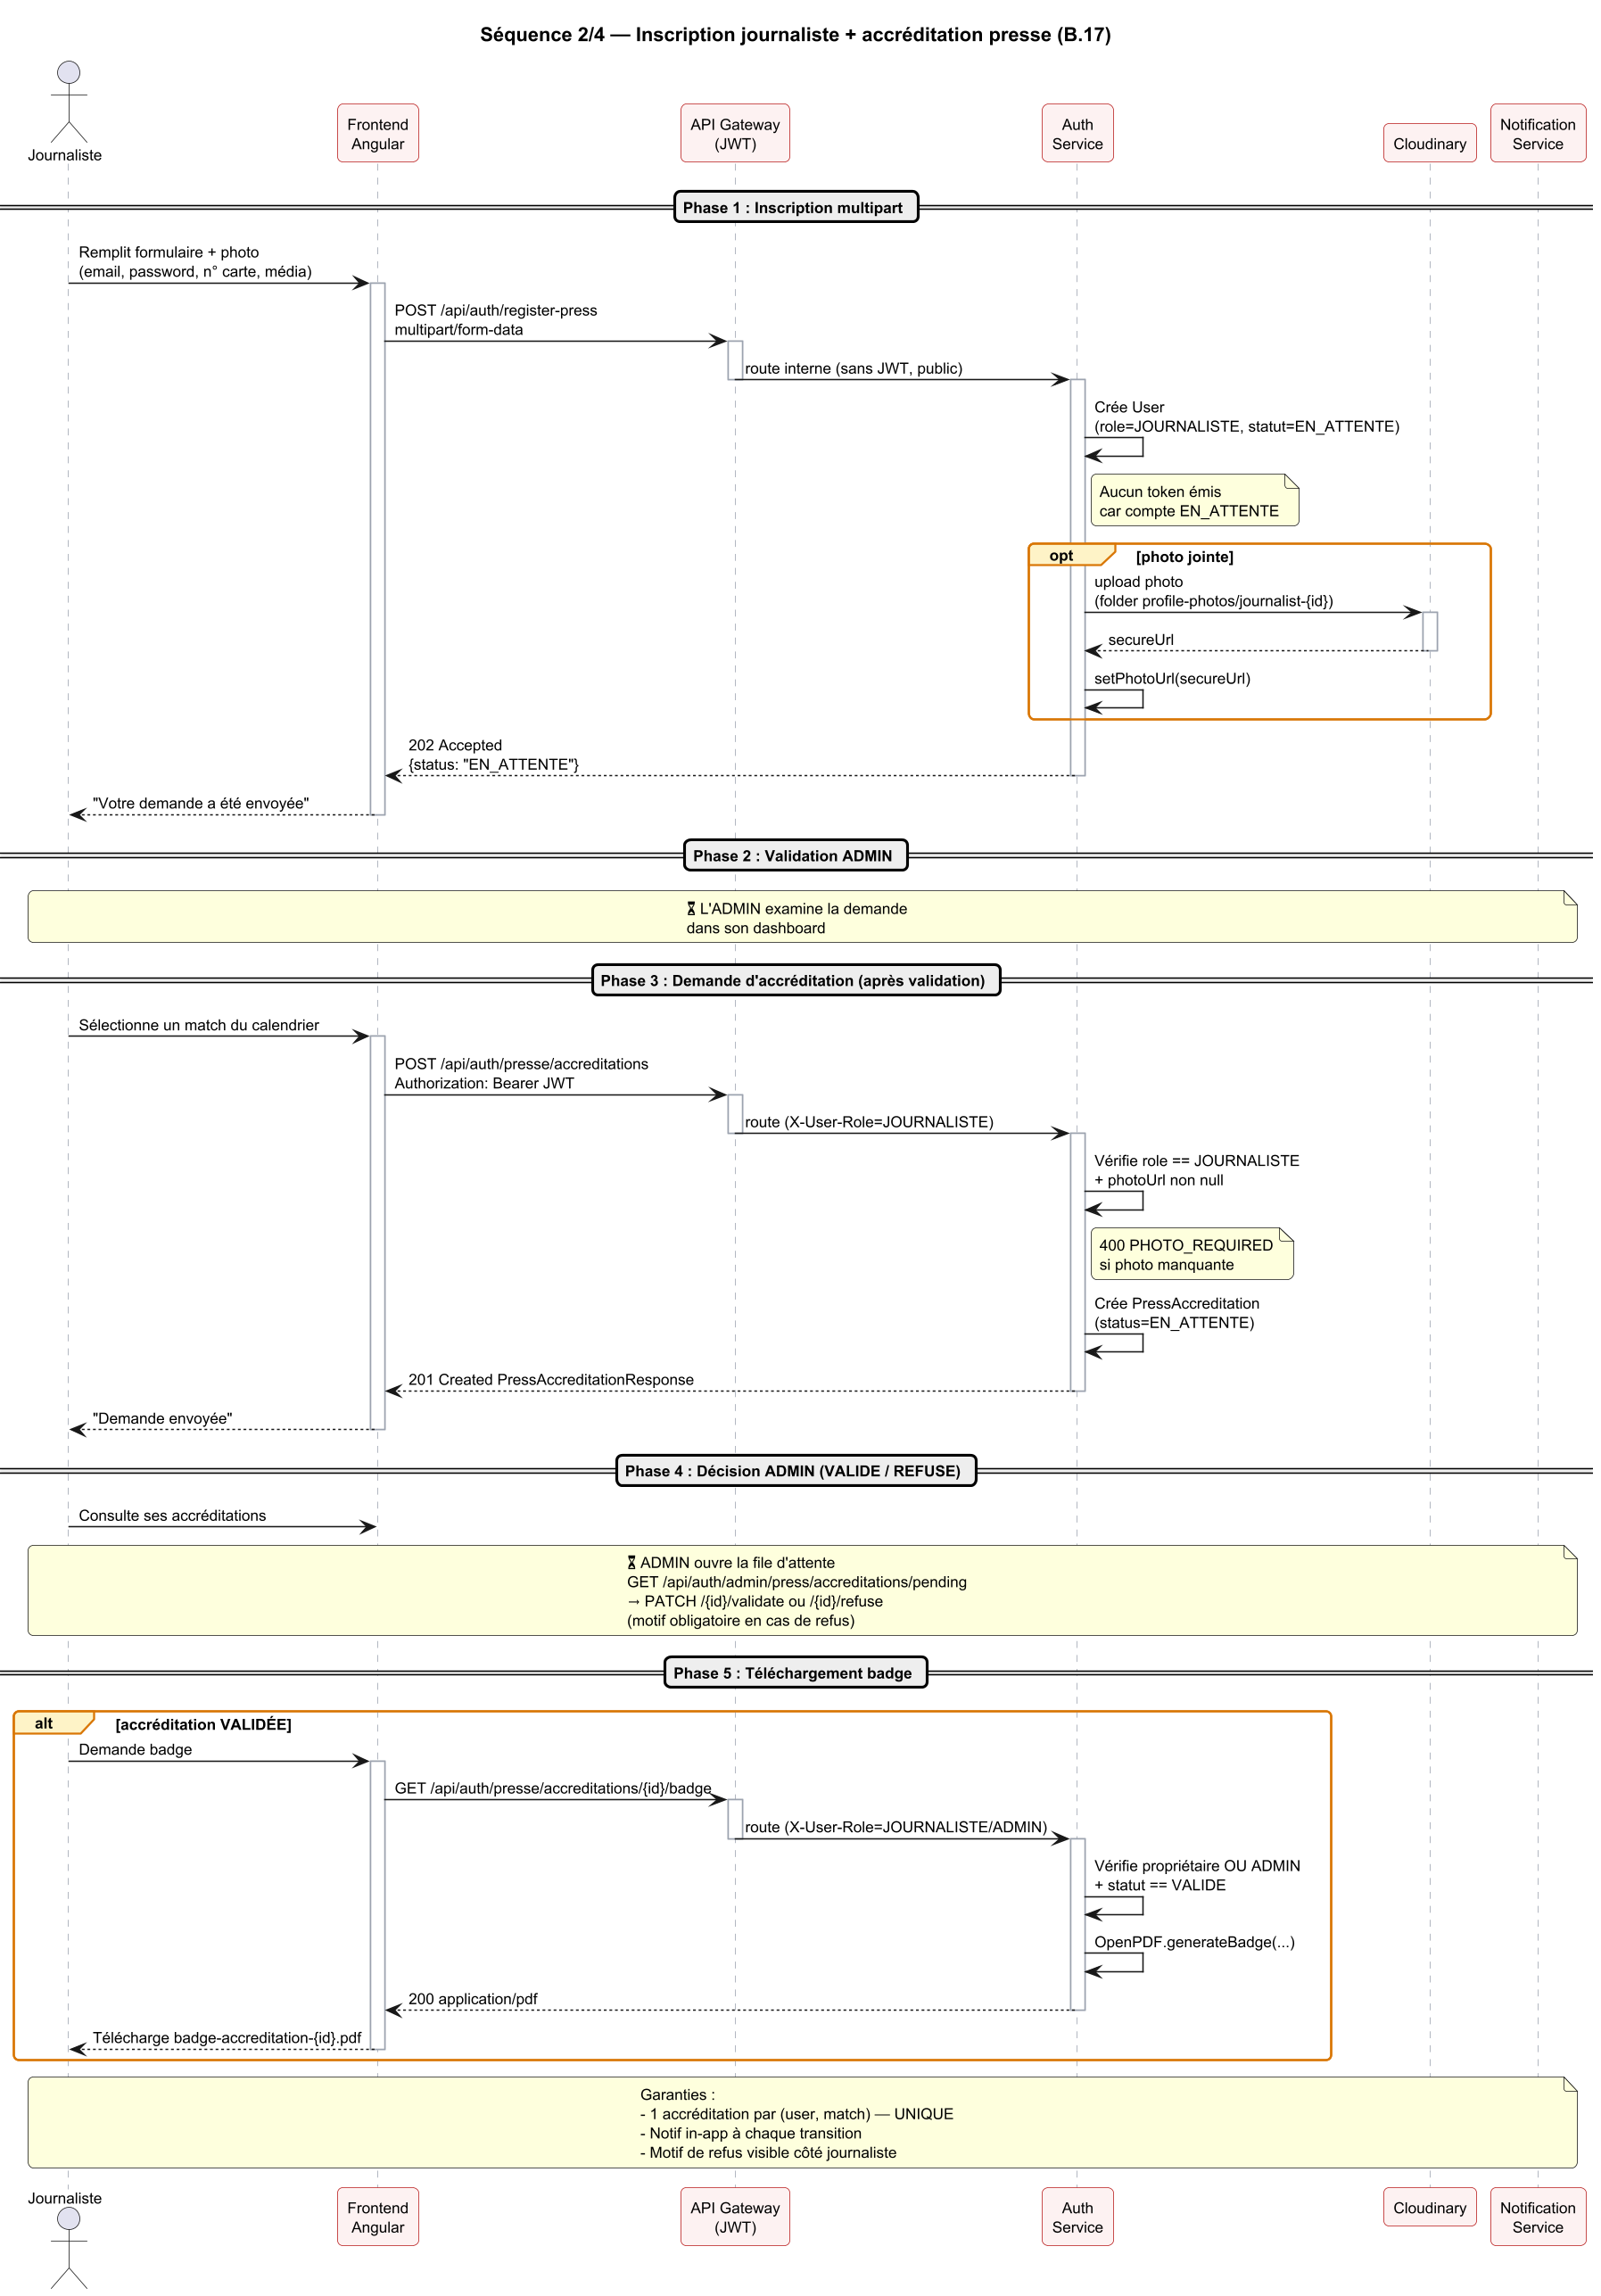 Séquence 2/4 — Inscription journaliste + accréditation presse (B.17)
Journaliste
Frontend
Angular
API Gateway
(JWT)
Auth
Service
Cloudinary
Notification
Service
Phase 1 : Inscription multipart
Remplit formulaire + photo
(email, password, n° carte, média)
POST /api/auth/register-press
multipart/form-data
route interne (sans JWT, public)
Crée User
(role=JOURNALISTE, statut=EN_ATTENTE)
Aucun token émis
car compte EN_ATTENTE
opt [photo jointe]
upload photo
(folder profile-photos/journalist-{id})
secureUrl
setPhotoUrl(secureUrl)
202 Accepted
{status: "EN_ATTENTE"}
"Votre demande a été envoyée"
Phase 2 : Validation ADMIN
⌛ L'ADMIN examine la demande
dans son dashboard
Phase 3 : Demande d'accréditation (après validation)
Sélectionne un match du calendrier
POST /api/auth/presse/accreditations
Authorization: Bearer JWT
route (X-User-Role=JOURNALISTE)
Vérifie role == JOURNALISTE
+ photoUrl non null
400 PHOTO_REQUIRED
si photo manquante
Crée PressAccreditation
(status=EN_ATTENTE)
201 Created PressAccreditationResponse
"Demande envoyée"
Phase 4 : Décision ADMIN (VALIDE / REFUSE)
Consulte ses accréditations
⌛ ADMIN ouvre la file d'attente
GET /api/auth/admin/press/accreditations/pending
→ PATCH /{id}/validate ou /{id}/refuse
(motif obligatoire en cas de refus)
Phase 5 : Téléchargement badge
alt [accréditation VALIDÉE]
Demande badge
GET /api/auth/presse/accreditations/{id}/badge
route (X-User-Role=JOURNALISTE/ADMIN)
Vérifie propriétaire OU ADMIN
+ statut == VALIDE
OpenPDF.generateBadge(...)
200 application/pdf
Télécharge badge-accreditation-{id}.pdf
Garanties :
- 1 accréditation par (user, match) — UNIQUE
- Notif in-app à chaque transition
- Motif de refus visible côté journaliste
Journaliste
Frontend
Angular
API Gateway
(JWT)
Auth
Service
Cloudinary
Notification
Service